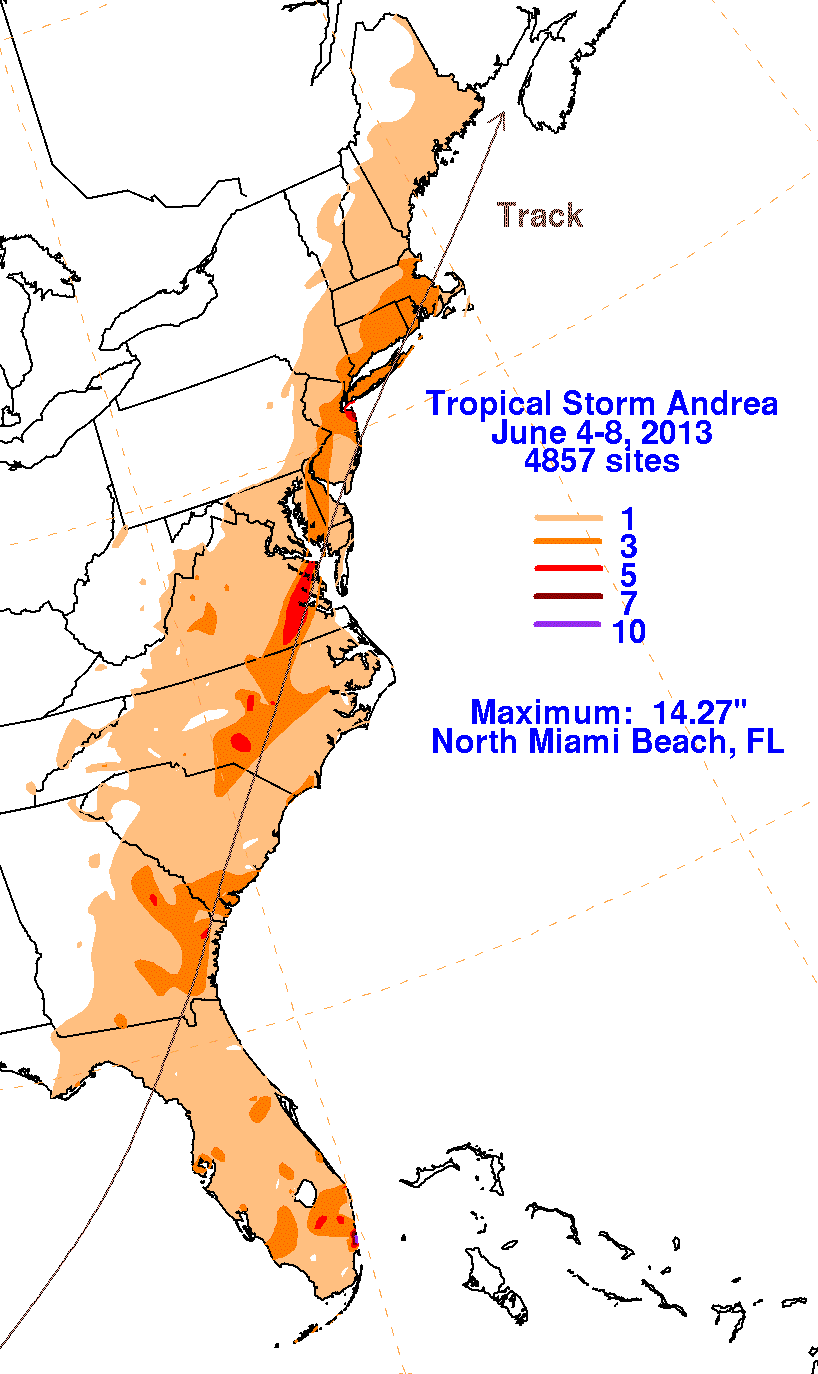 Track
Tropical Storm Andrea
June 4-8, 2013
4857 sites
1
3
5
7
10
Maximum: 14.27"
North Miami Beach, FL